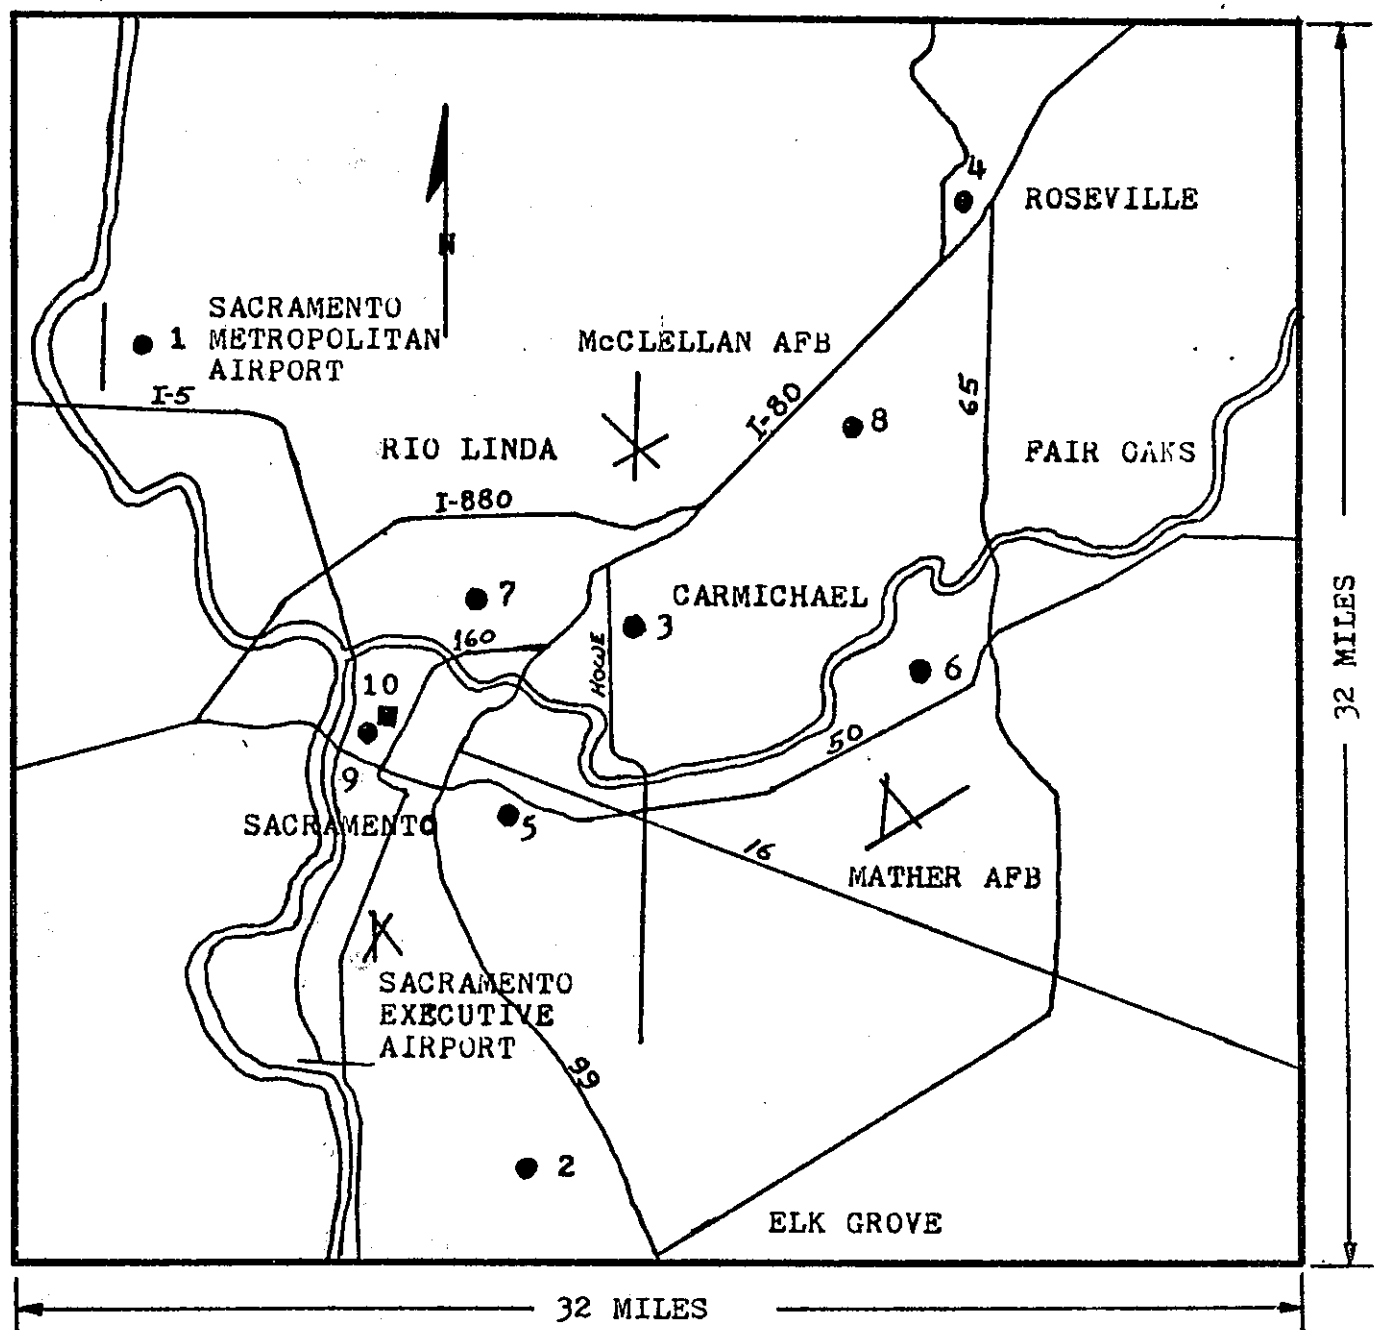 4
ROSEVILLE
N
SACRAMENTO
METROPOLITAN
AIRPORT
1
McCLELLAN AFB
I-5
I-80
65
8
RIO LINDA
FAIR OAKS
I-880
7
CARMICHAEL
3
160
HOWE
6
32 MILES
10
50
9
SACRAMENTO
5
16
MATHER AFB
SACRAMENTO
EXECUTIVE
AIRPORT
99
2
ELK GROVE
32 MILES